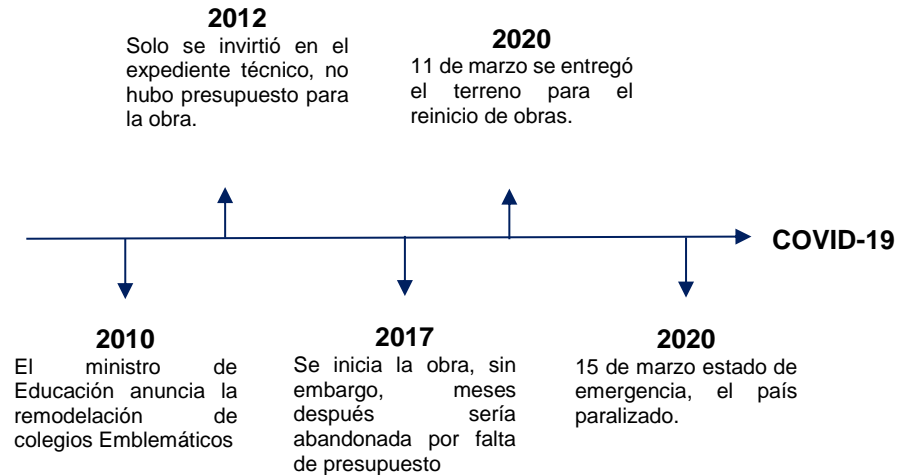 2012
Solo se invirtió en el
expediente técnico, no
hubo presupuesto para
la obra.
2020
11 de marzo se entregó
el terreno para el
reinicio de obras.
COVID-19
2010
El ministro de
Educación anuncia la
remodelación de
colegios Emblemáticos
2017
Se inicia la obra, sin
embargo, meses
después sería
abandonada por falta
de presupuesto
2020
15 de marzo estado de
emergencia, el país
paralizado.